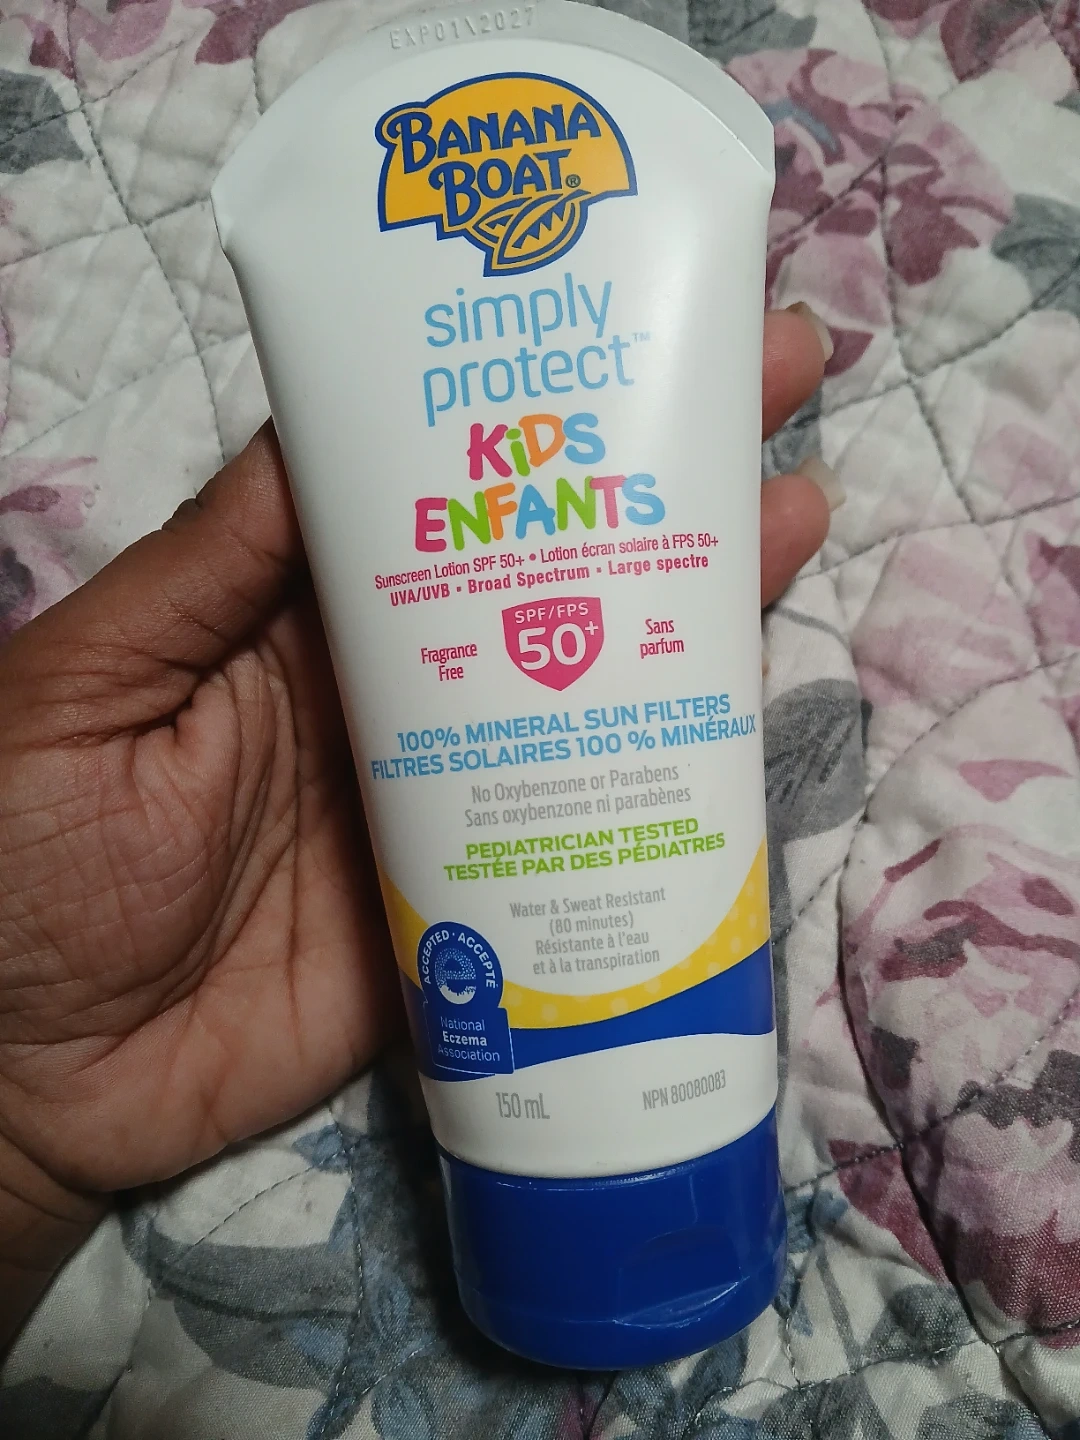 EXP01\2027
BANANA
BOAT®
simply
protect™
KiDS
ENFANTS
Sunscreen Lotion SPF 50+ • Lotion écran solaire à FPS 50+
UVA/UVB • Broad Spectrum • Large spectre
SPF/FPS
50+
Fragrance
Free
Sans
parfum
100% MINERAL SUN FILTERS
FILTRES SOLAIRES 100 % MINÉRAUX
No Oxybenzone or Parabens
Sans oxybenzone ni parabènes
PEDIATRICIAN TESTED
TESTÉE PAR DES PÉDIATRES
Water & Sweat Resistant
(80 minutes)
Résistante à l'eau
et à la transpiration
ACCEPTED • ACCEPTÉ
e
National
Eczema
Association
150 mL
NPN 80080083